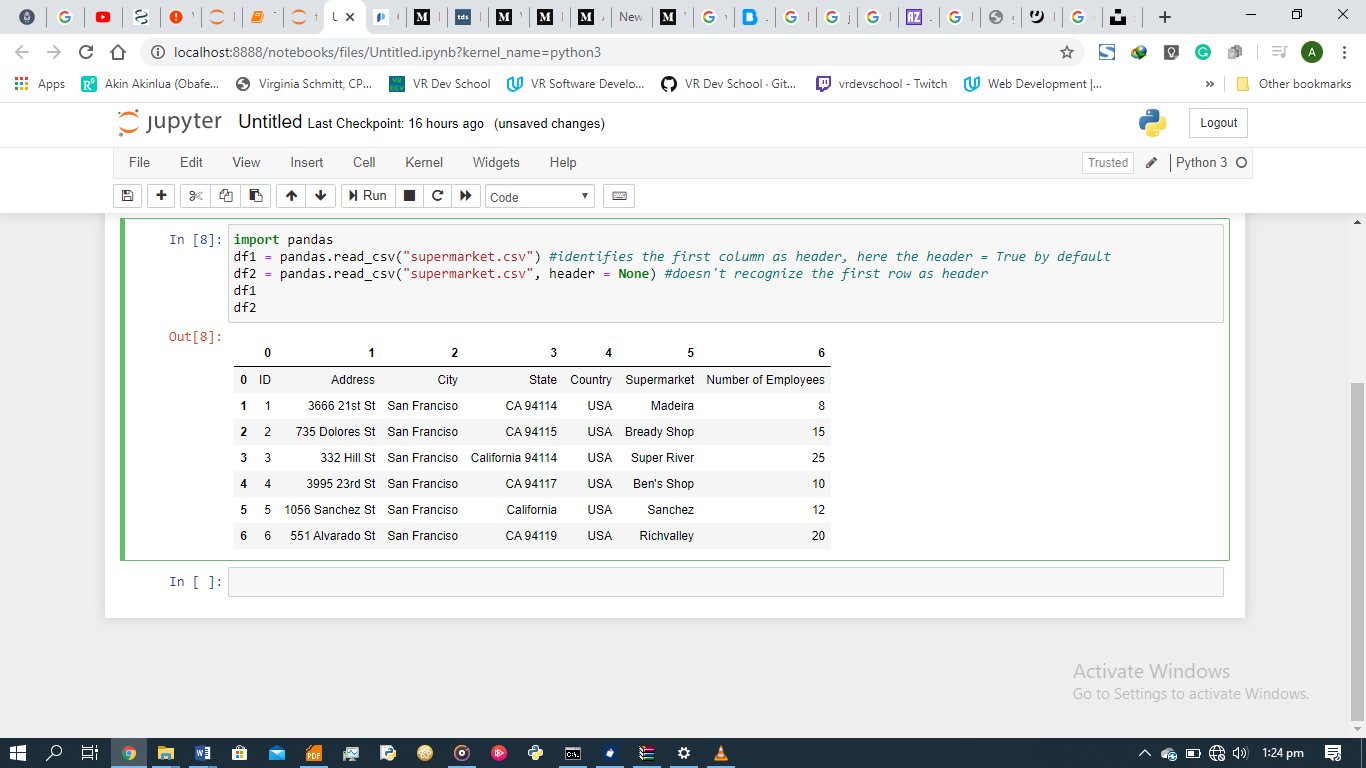 U
New
localhost:8888/notebooks/files/Untitled.ipynb?kernel_name=python3
A
Apps
Akin Akinlua (Obafe...
Virginia Schmitt, CP...
VR Dev School
VR Software Develo...
VR Dev School · Git...
vrdevschool - Twitch
Web Development |...
»
Other bookmarks
jupyter Untitled Last Checkpoint: 16 hours ago (unsaved changes)
Logout
File Edit View Insert Cell Kernel Widgets Help
Trusted
Python 3
Run
Code
In [8]: import pandas
df1 = pandas.read_csv("supermarket.csv") #identifies the first column as header, here the header = True by default
df2 = pandas.read_csv("supermarket.csv", header = None) #doesn't recognize the first row as header
df1
df2
Out[8]:
0 1 2 3 4 5 6
0 ID Address City State Country Supermarket Number of Employees
1 1 3666 21st St San Franciso CA 94114 USA Madeira 8
2 2 735 Dolores St San Franciso CA 94115 USA Bready Shop 15
3 3 332 Hill St San Franciso California 94114 USA Super River 25
4 4 3995 23rd St San Franciso CA 94117 USA Ben's Shop 10
5 5 1056 Sanchez St San Franciso California USA Sanchez 12
6 6 551 Alvarado St San Franciso CA 94119 USA Richvalley 20
In [ ]:
Activate Windows
Go to Settings to activate Windows.
1:24 pm